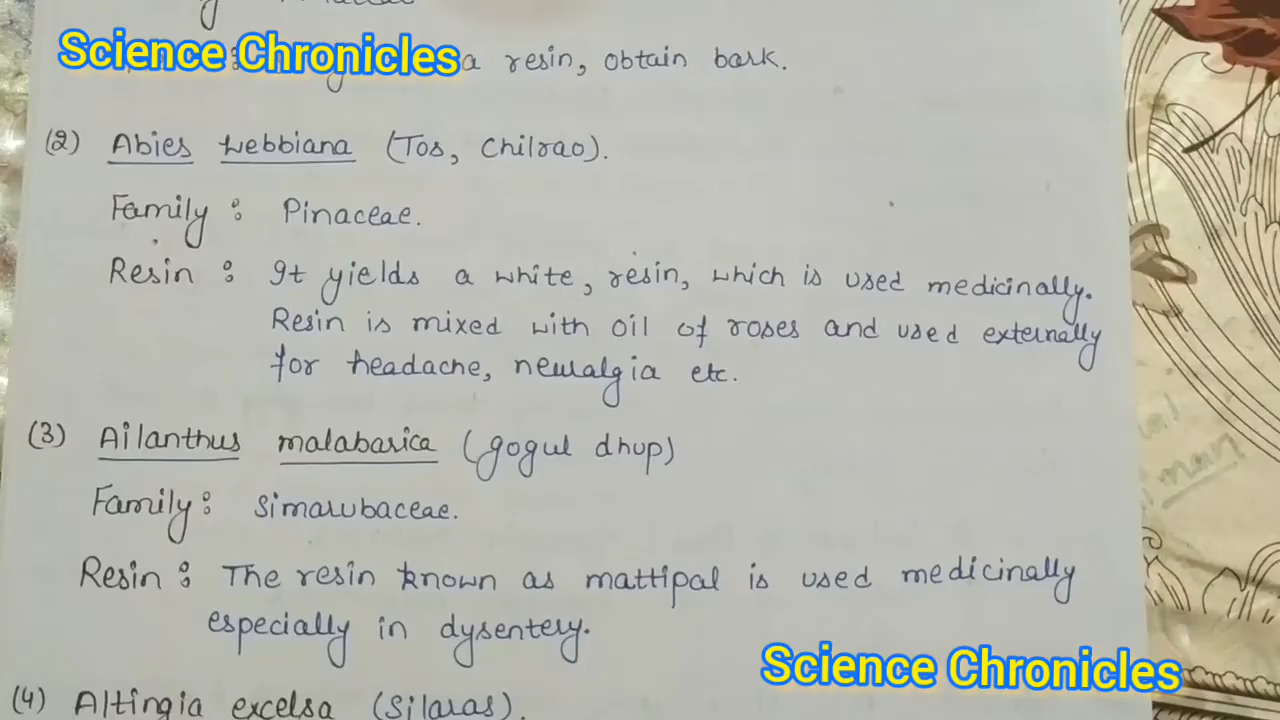 Science Chronicles a resin, obtain bark.
(2) Abies webbiana (Tos, Chilrao).
Family : Pinaceae.
Resin : It yields a white, resin, which is used medicinally.
Resin is mixed with oil of roses and used externally
for headache, neuralgia etc.
(3) Ailanthus malabarica (gogul dhup)
Family : Simarubaceae.
Resin : The resin known as mattipal is used medicinally
especially in dysentery.
Science Chronicles
(4) Altingia excelsa (Silaras).